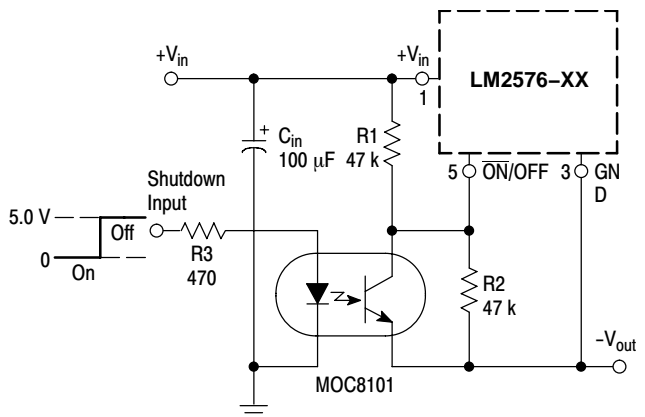 +Vin
+Vin
1
LM2576–XX
Cin
100 µF
+
R1
47 k
5
ON/OFF
3
GN
D
Shutdown
Input
5.0 V
Off
0
On
R3
470
R2
47 k
–Vout
MOC8101